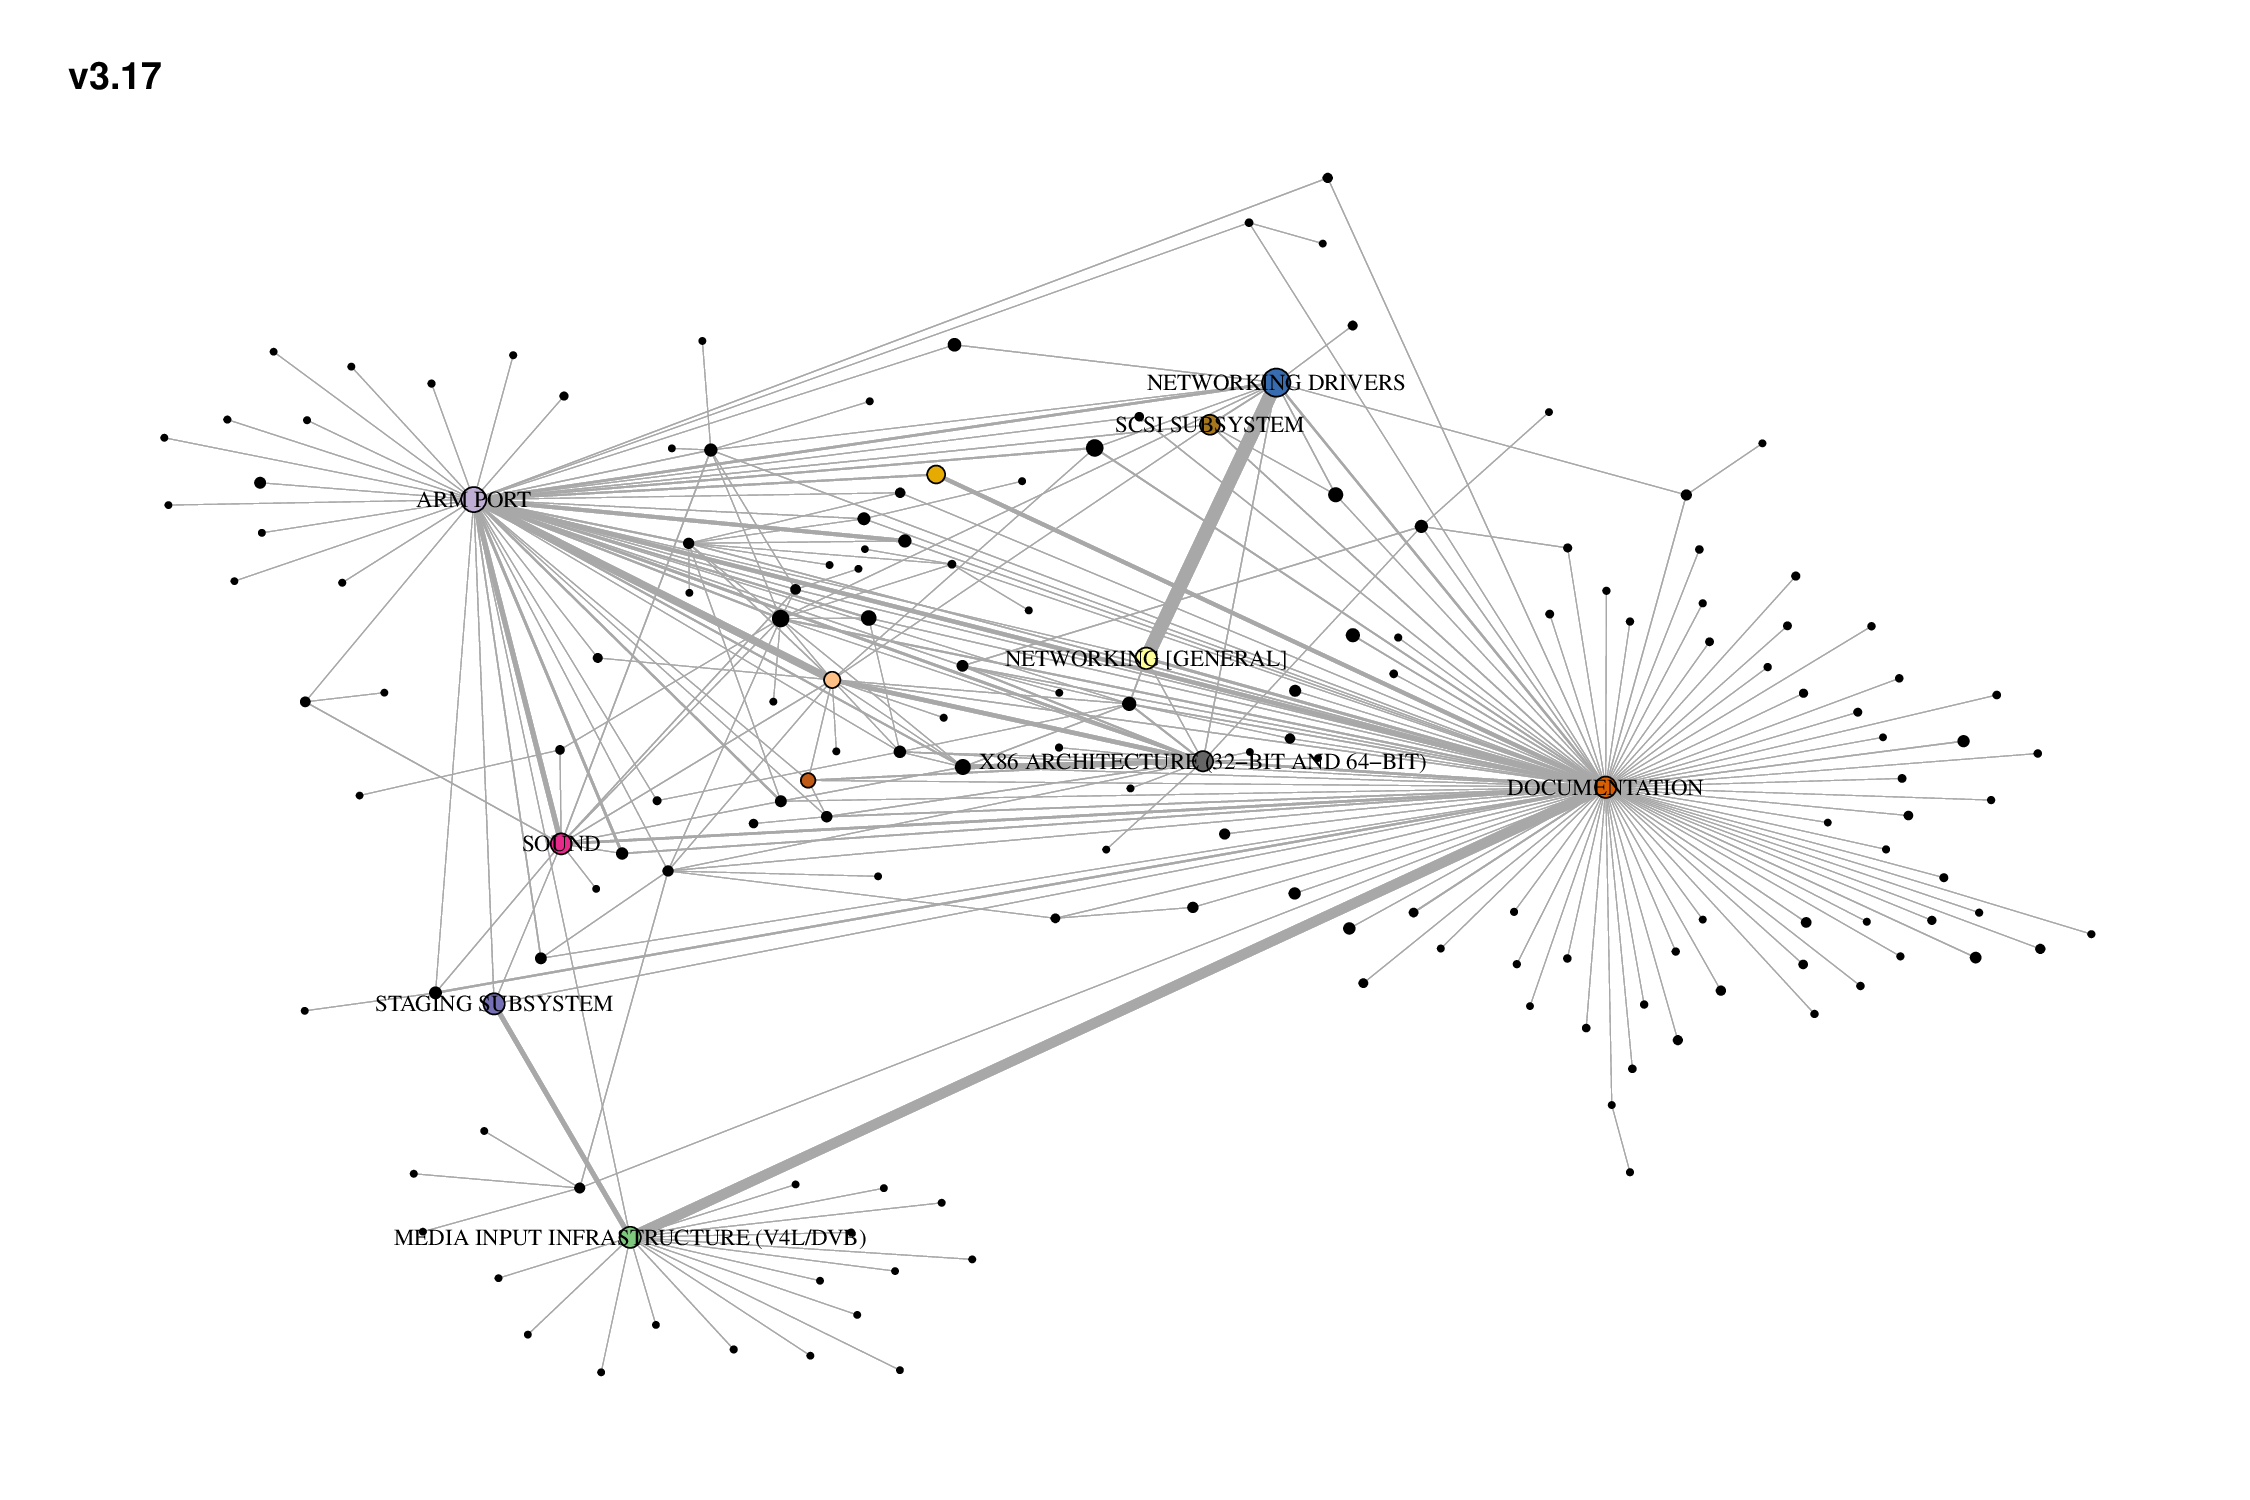 v3.17
NETWORKING DRIVERS
SCSI SUBSYSTEM
ARM PORT
NETWORKING [GENERAL]
X86 ARCHITECTURE (32−BIT AND 64−BIT)
DOCUMENTATION
SOUND
STAGING SUBSYSTEM
MEDIA INPUT INFRASTRUCTURE (V4L/DVB)